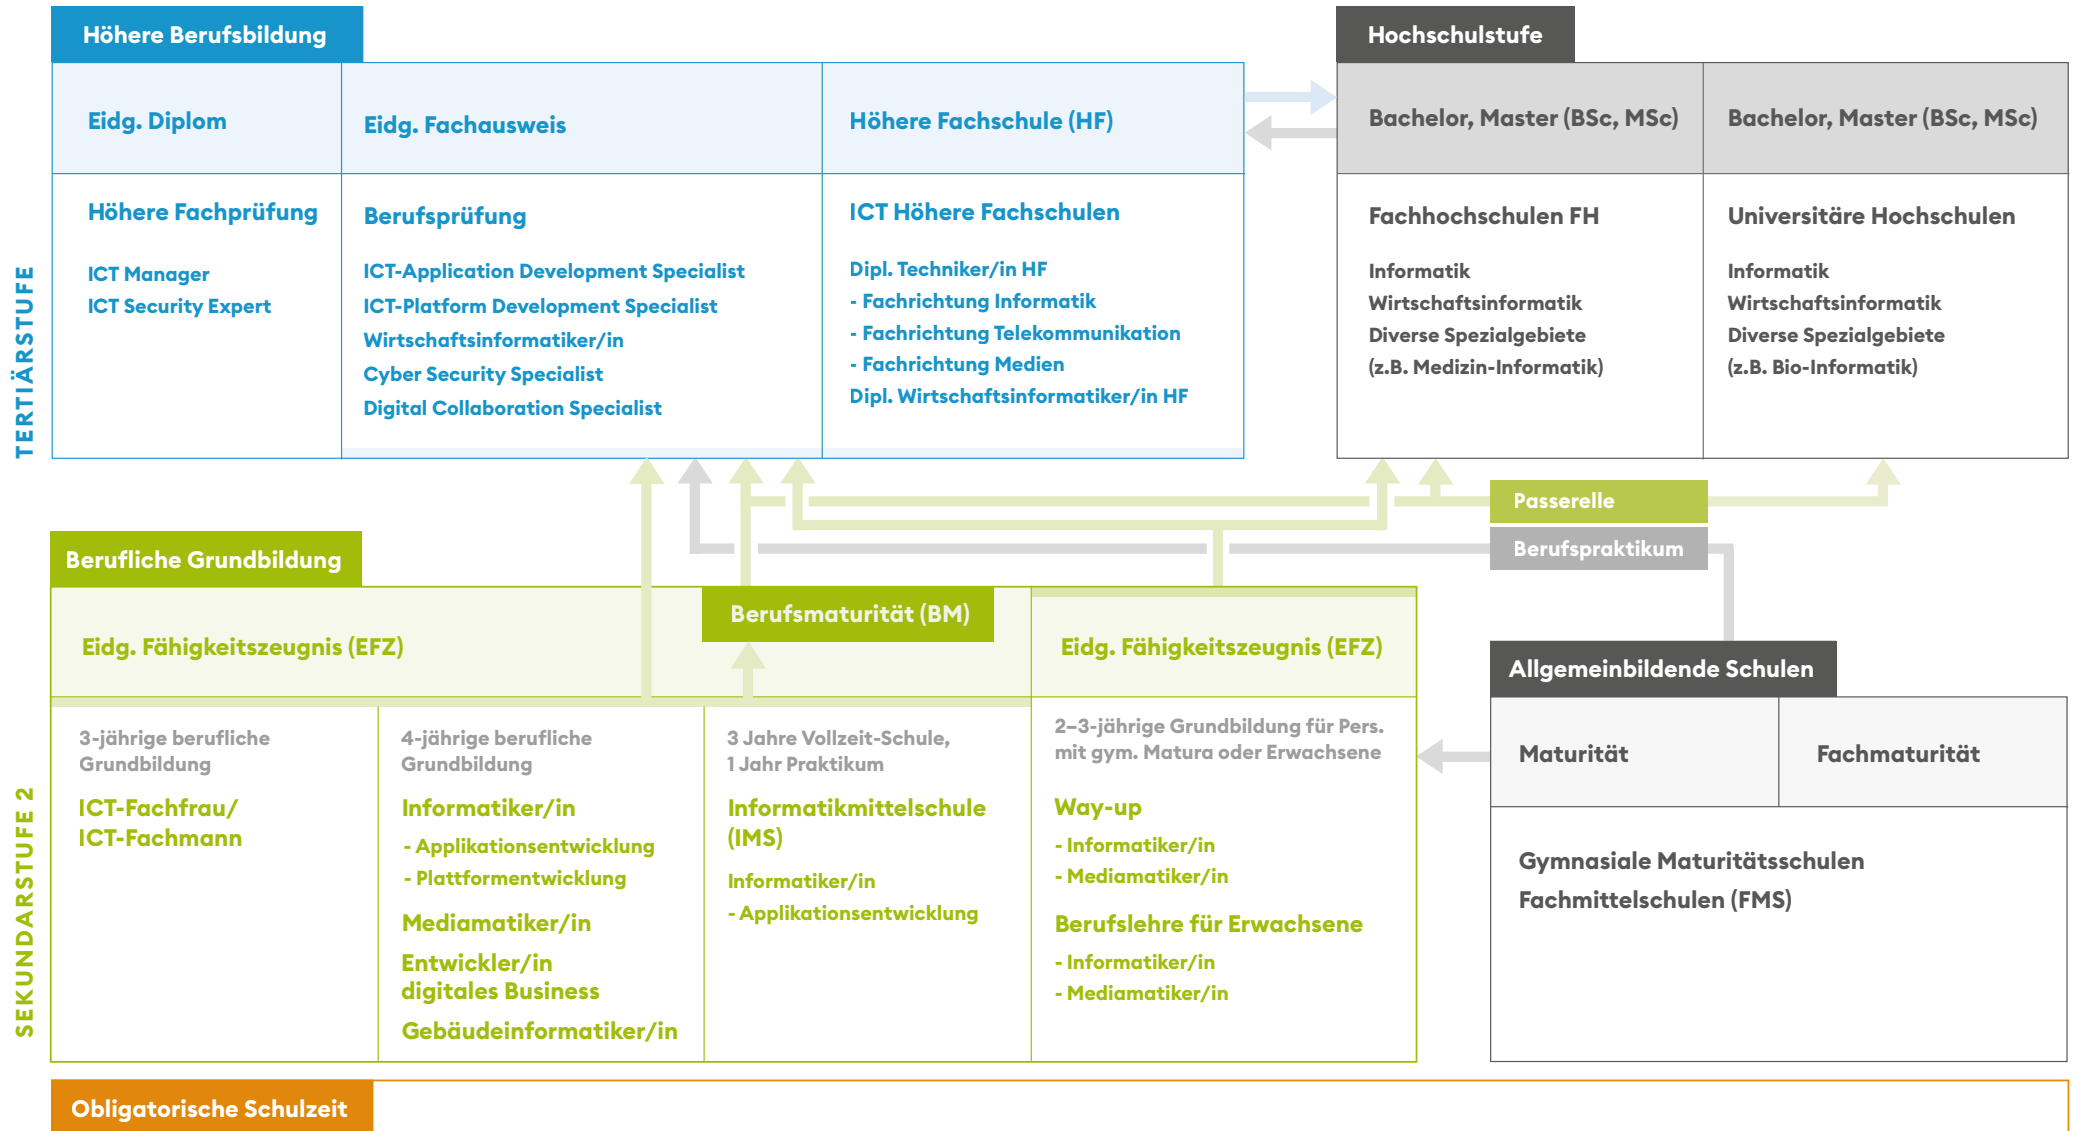 Höhere Berufsbildung
Hochschulstufe
TERTIÄRSTUFE
Eidg. Diplom
Eidg. Fachausweis
Höhere Fachschule (HF)
Bachelor, Master (BSc, MSc)
Bachelor, Master (BSc, MSc)
Höhere Fachprüfung
ICT Manager
ICT Security Expert
Berufsprüfung
ICT-Application Development Specialist
ICT-Platform Development Specialist
Wirtschaftsinformatiker/in
Cyber Security Specialist
Digital Collaboration Specialist
ICT Höhere Fachschulen
Dipl. Techniker/in HF
- Fachrichtung Informatik
- Fachrichtung Telekommunikation
- Fachrichtung Medien
Dipl. Wirtschaftsinformatiker/in HF
Fachhochschulen FH
Informatik
Wirtschaftsinformatik
Diverse Spezialgebiete
(z.B. Medizin-Informatik)
Universitäre Hochschulen
Informatik
Wirtschaftsinformatik
Diverse Spezialgebiete
(z.B. Bio-Informatik)
Passerelle
Berufspraktikum
SEKUNDARSTUFE 2
Berufliche Grundbildung
Eidg. Fähigkeitszeugnis (EFZ)
Berufsmaturität (BM)
Eidg. Fähigkeitszeugnis (EFZ)
3-jährige berufliche
Grundbildung
ICT-Fachfrau/
ICT-Fachmann
4-jährige berufliche
Grundbildung
Informatiker/in
- Applikationsentwicklung
- Plattformentwicklung
Mediamatiker/in
Entwickler/in
digitales Business
Gebäudeinformatiker/in
3 Jahre Vollzeit-Schule,
1 Jahr Praktikum
Informatikmittelschule
(IMS)
Informatiker/in
- Applikationsentwicklung
2–3-jährige Grundbildung für Pers.
mit gym. Matura oder Erwachsene
Way-up
- Informatiker/in
- Mediamatiker/in
Berufslehre für Erwachsene
- Informatiker/in
- Mediamatiker/in
Allgemeinbildende Schulen
Maturität
Fachmaturität
Gymnasiale Maturitätsschulen
Fachmittelschulen (FMS)
Obligatorische Schulzeit